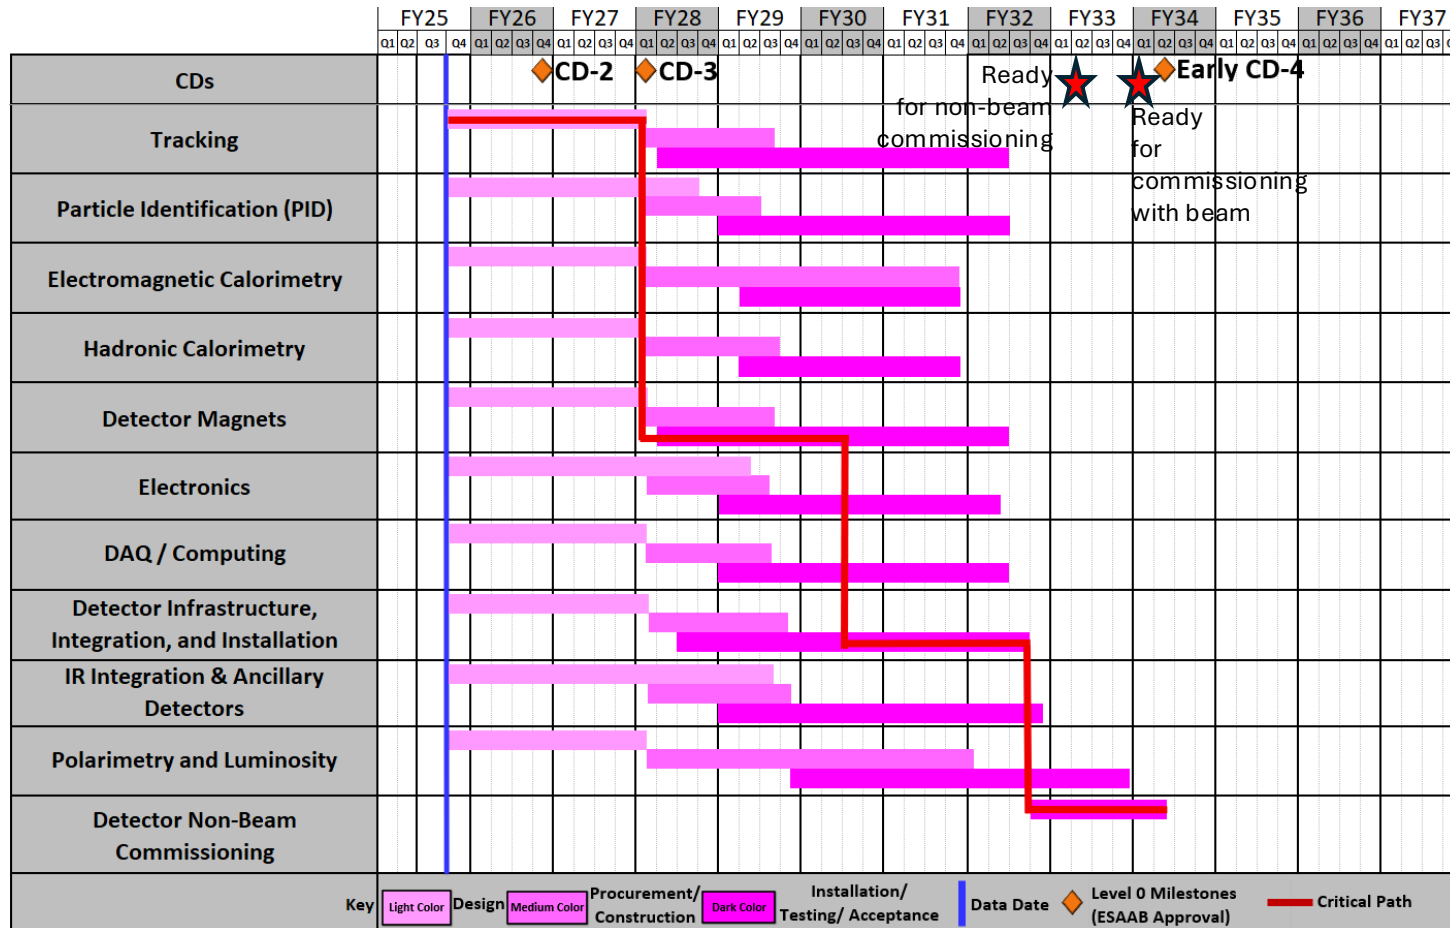 FY25 FY26 FY27 FY28 FY29 FY30 FY31 FY32 FY33 FY34 FY35 FY36 FY37
Q1 Q2 Q3 Q4 Q1 Q2 Q3 Q4 Q1 Q2 Q3 Q4 Q1 Q2 Q3 Q4 Q1 Q2 Q3 Q4 Q1 Q2 Q3 Q4 Q1 Q2 Q3 Q4 Q1 Q2 Q3 Q4 Q1 Q2 Q3 Q4 Q1 Q2 Q3 Q4 Q1 Q2 Q3 Q4 Q1 Q2 Q3 Q4 Q1 Q2 Q3
CDs
CD-2
CD-3
Early CD-4
Ready
for non-beam
commissioning
Ready
for
commissioning
with beam
Tracking
Particle Identification (PID)
Electromagnetic Calorimetry
Hadronic Calorimetry
Detector Magnets
Electronics
DAQ / Computing
Detector Infrastructure,
Integration, and Installation
IR Integration & Ancillary
Detectors
Polarimetry and Luminosity
Detector Non-Beam
Commissioning
Key
Light Color
Design
Medium Color
Procurement/
Construction
Dark Color
Installation/
Testing/ Acceptance
Data Date
Level 0 Milestones
(ESAAB Approval)
Critical Path